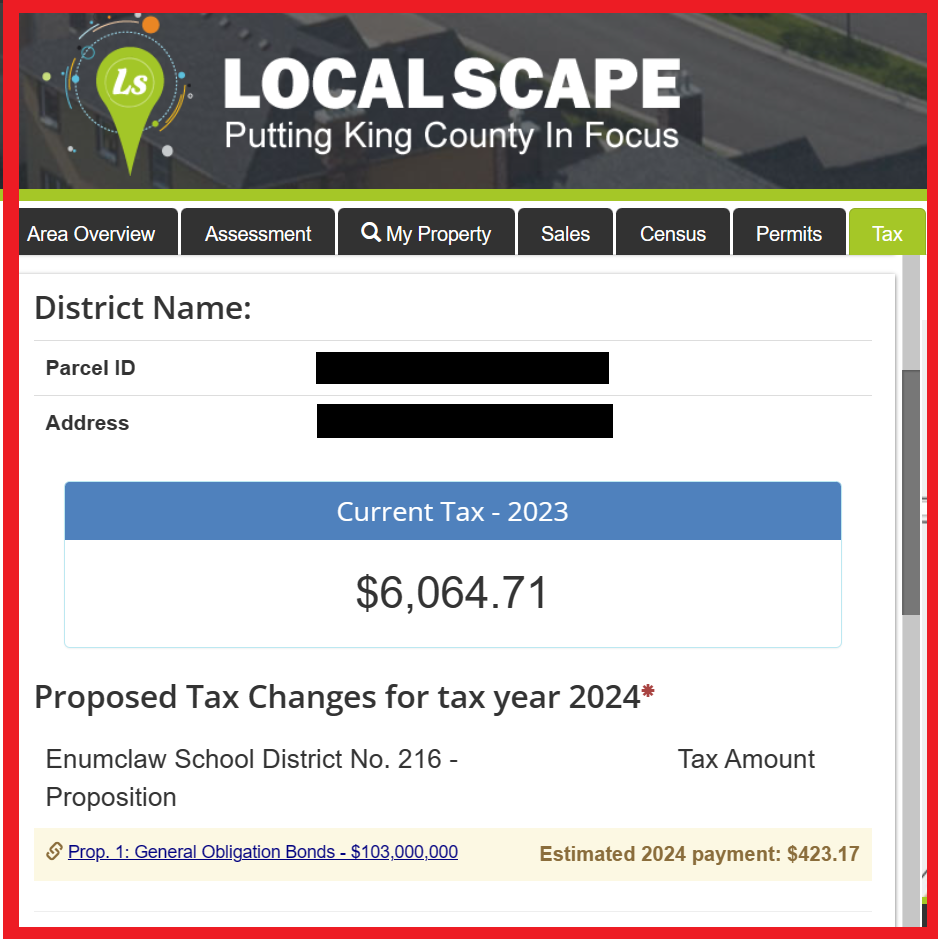 Ls
LOCALSCAPE
Putting King County In Focus
Area Overview
Assessment
My Property
Sales
Census
Permits
Tax
District Name:
Parcel ID
Address
Current Tax - 2023
$6,064.71
Proposed Tax Changes for tax year 2024*
Enumclaw School District No. 216 - Tax Amount
Proposition
Prop. 1: General Obligation Bonds - $103,000,000 Estimated 2024 payment: $423.17